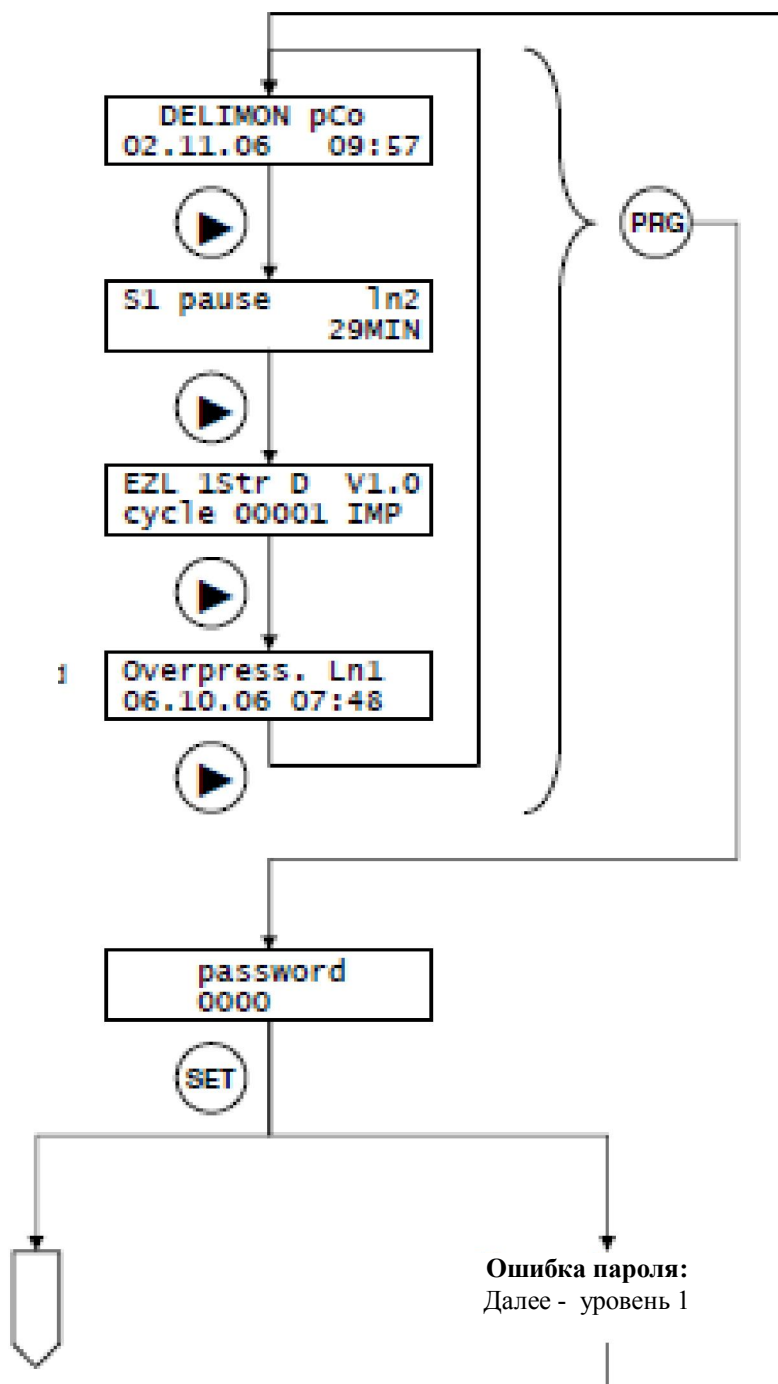 DELIMON pCo
02.11.06 09:57
PRG
S1 pause ln2
29MIN
EZL 1Str D V1.0
cycle 00001 IMP
Overpress. Ln1
06.10.06 07:48
password
0000
SET
Ошибка пароля:
Далее - уровень 1